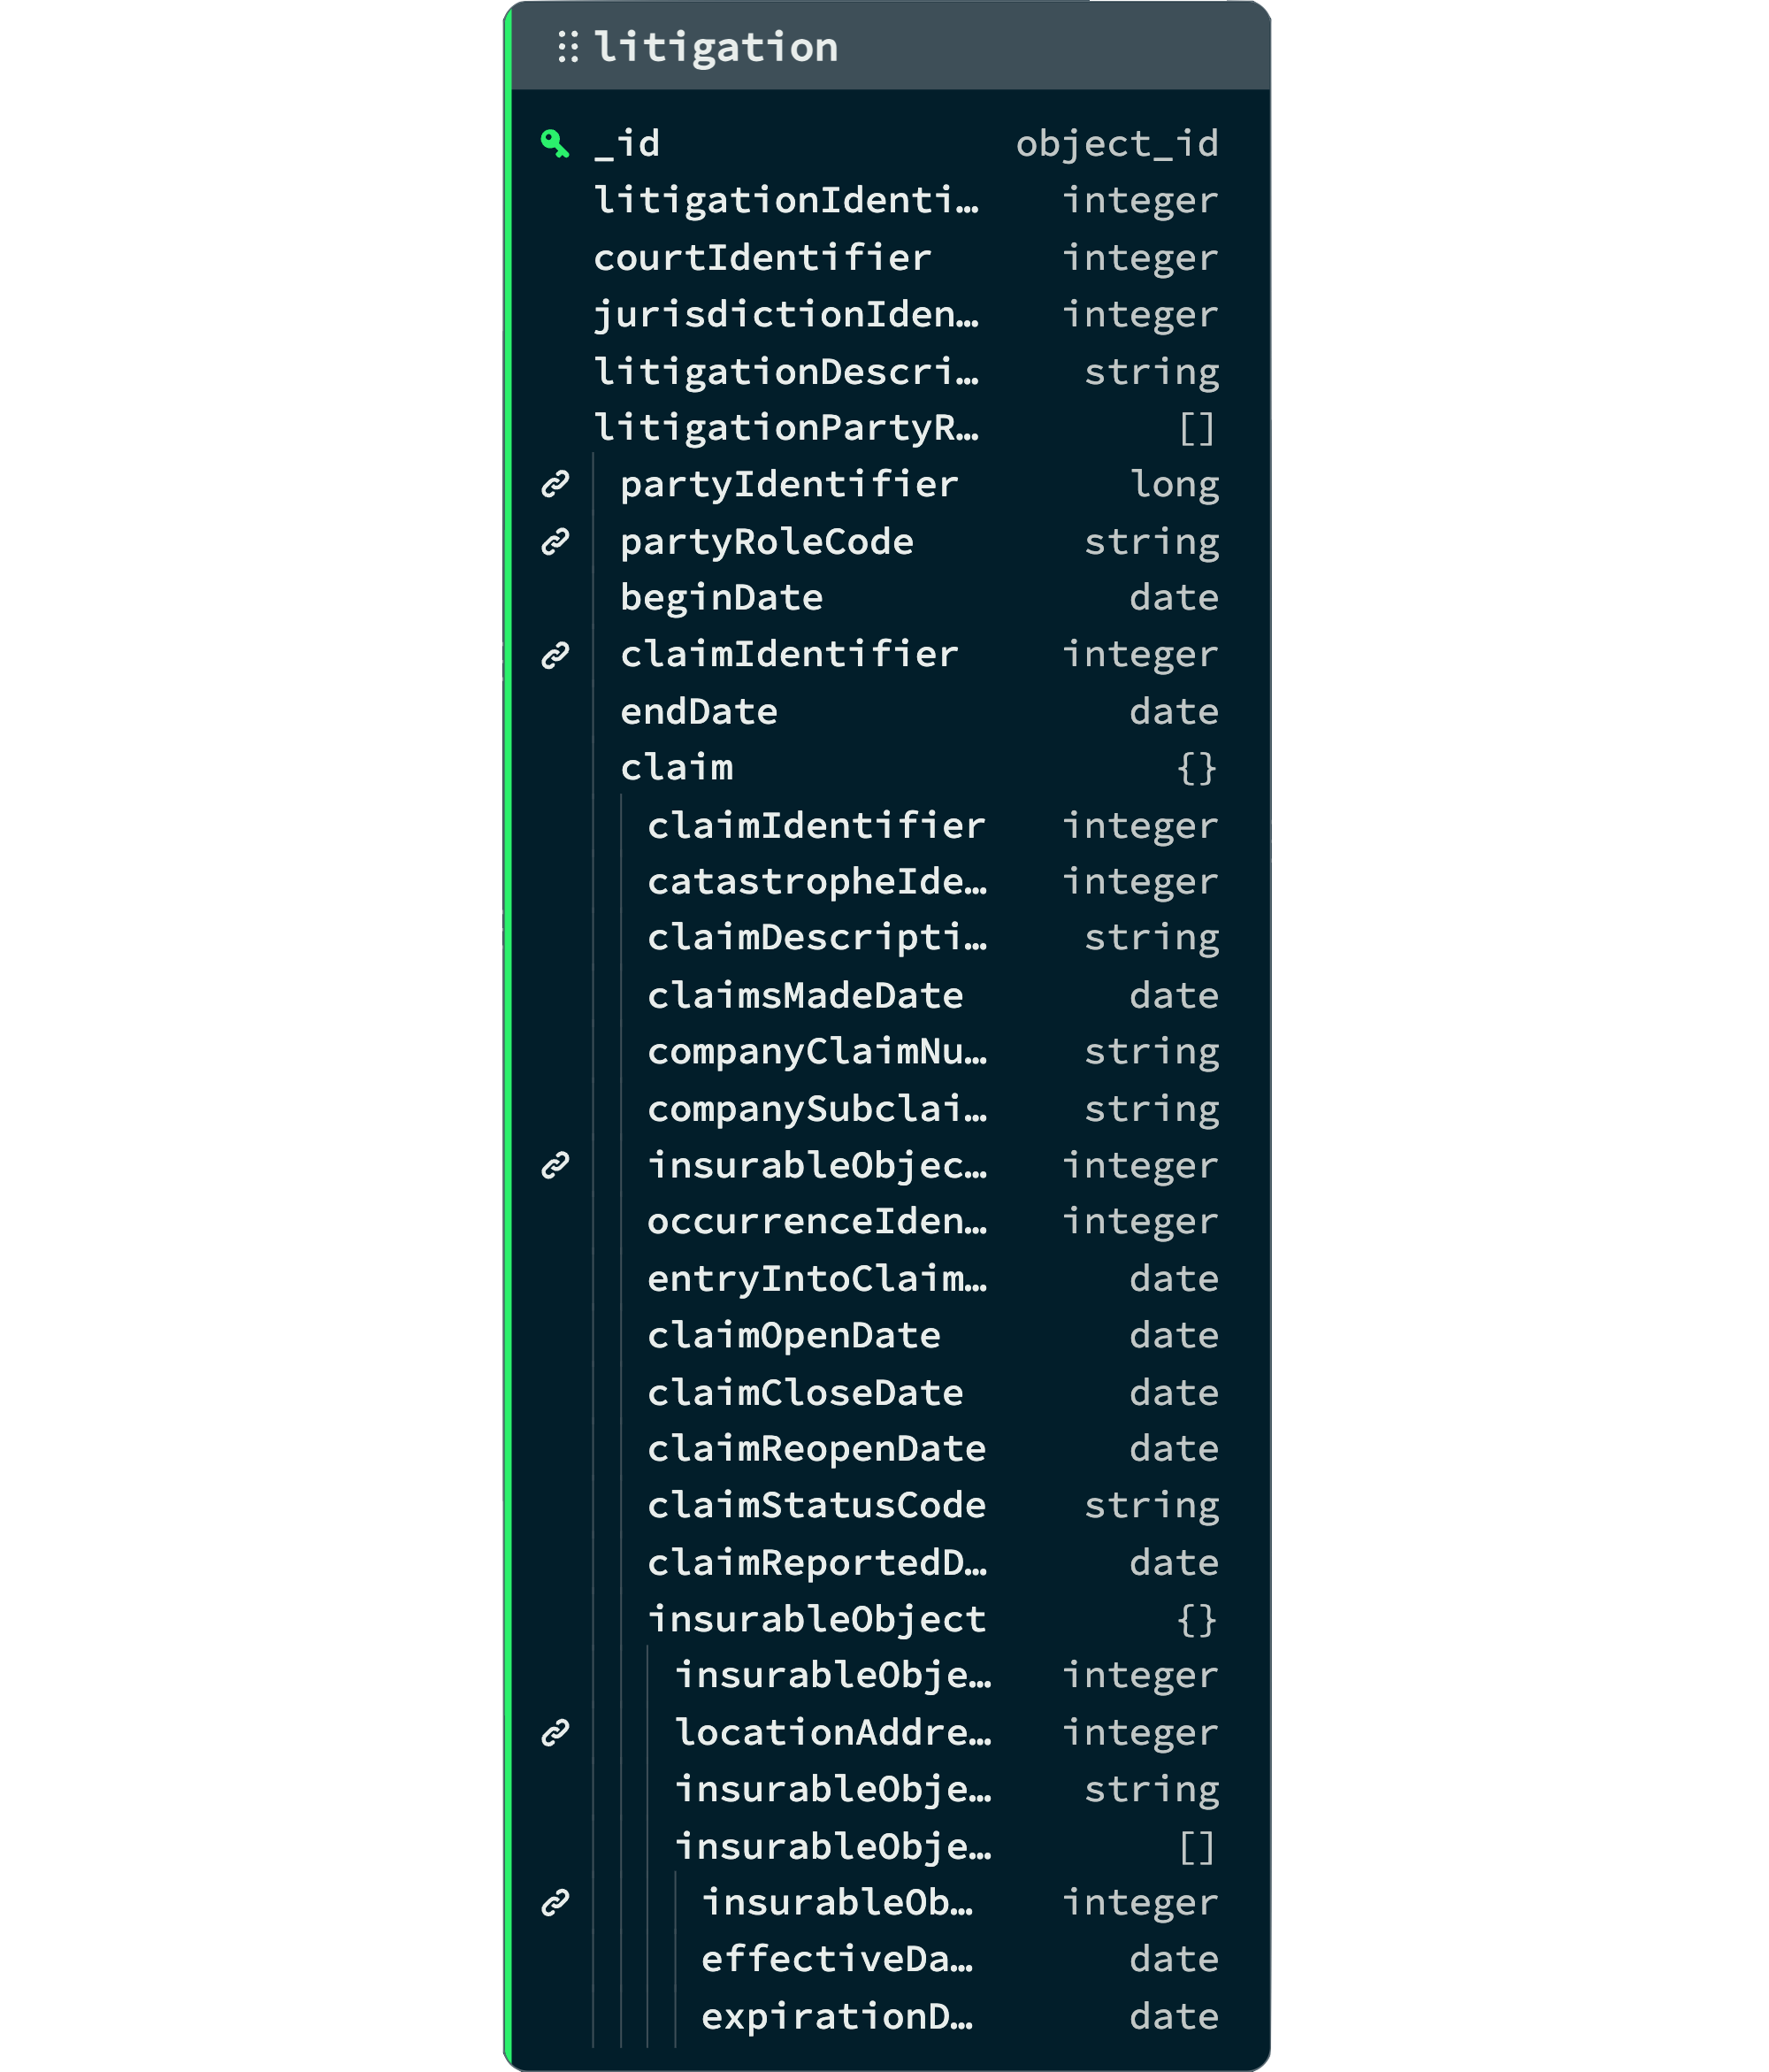 litigation
_id object_id
litigationIdenti… integer
courtIdentifier integer
jurisdictionIden… integer
litigationDescri… string
litigationPartyR… []
partyIdentifier long
partyRoleCode string
beginDate date
claimIdentifier integer
endDate date
claim {}
claimIdentifier integer
catastropheIde… integer
claimDescripti… string
claimsMadeDate date
companyClaimNu… string
companySubclai… string
insurableObjec… integer
occurrenceIden… integer
entryIntoClaim… date
claimOpenDate date
claimCloseDate date
claimReopenDate date
claimStatusCode string
claimReportedD… date
insurableObject {}
insurableObje… integer
locationAddre… integer
insurableObje… string
insurableObje… []
insurableOb… integer
effectiveDa… date
expirationD… date